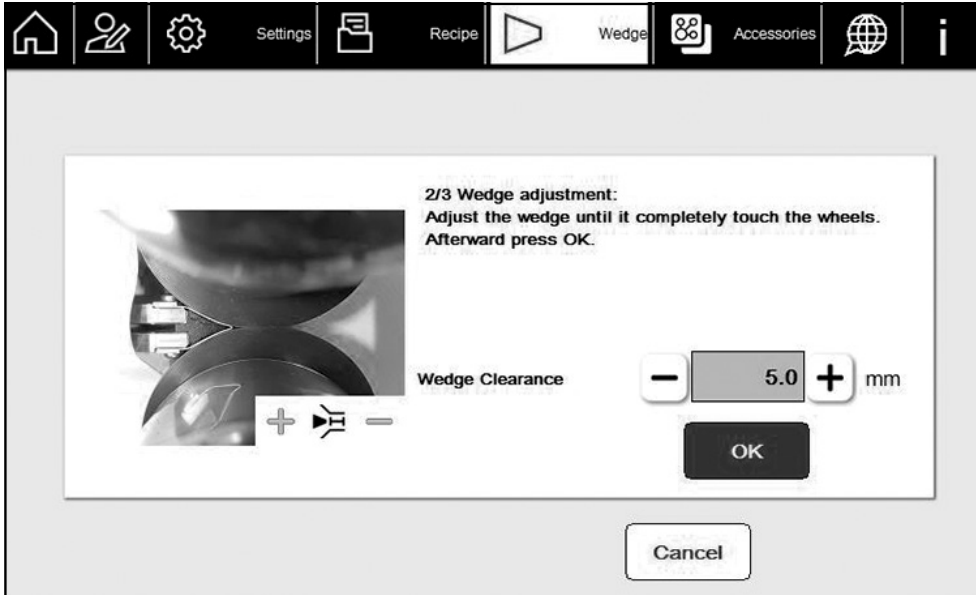 Settings
Recipe
Wedge
Accessories
i
2/3 Wedge adjustment:
Adjust the wedge until it completely touch the wheels.
Afterward press OK.
Wedge Clearance
5.0
mm
OK
Cancel